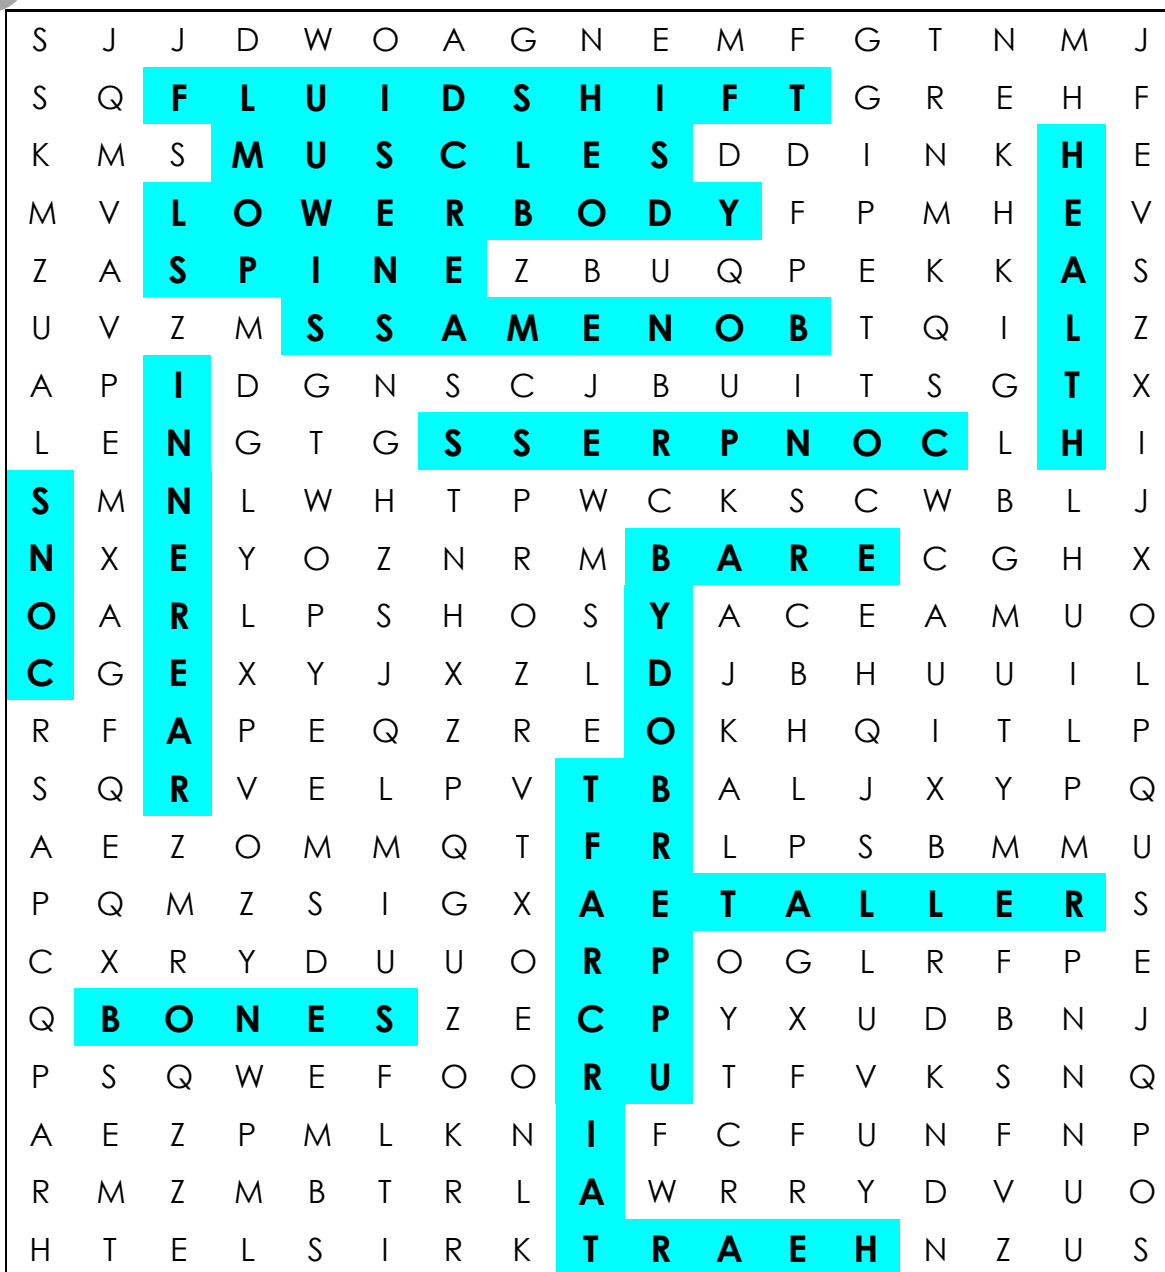 S J J D W O A G N E M F G T N M J
S Q F L U I D S H I F T G R E H F
K M S M U S C L E S D D I N K H E
M V L O W E R B O D Y F P M H E V
Z A S P I N E Z B U Q P E K K A S
U V Z M S S A M E N O B T Q I L Z
A P I D G N S C J B U I T S G T X
L E N G T G S S E R P N O C L H I
S M N L W H T P W C K S C W B L J
N X E Y O Z N R M B A R E C G H X
O A R L P S H O S Y A C E A M U O
C G E X Y J X Z L D J B H U U I L
R F A P E Q Z R E O K H Q I T L P
S Q R V E L P V T B A L J X Y P Q
A E Z O M M Q T F R L P S B M M U
P Q M Z S I G X A E T A L L E R S
C X R Y D U U O R P O G L R F P E
Q B O N E S Z E C P Y X U D B N J
P S Q W E F O O R U T F V K S N Q
A E Z P M L K N I F C F U N F N P
R M Z M B T R L A W R R Y D V U O
H T E L S I R K T R A E H N Z U S